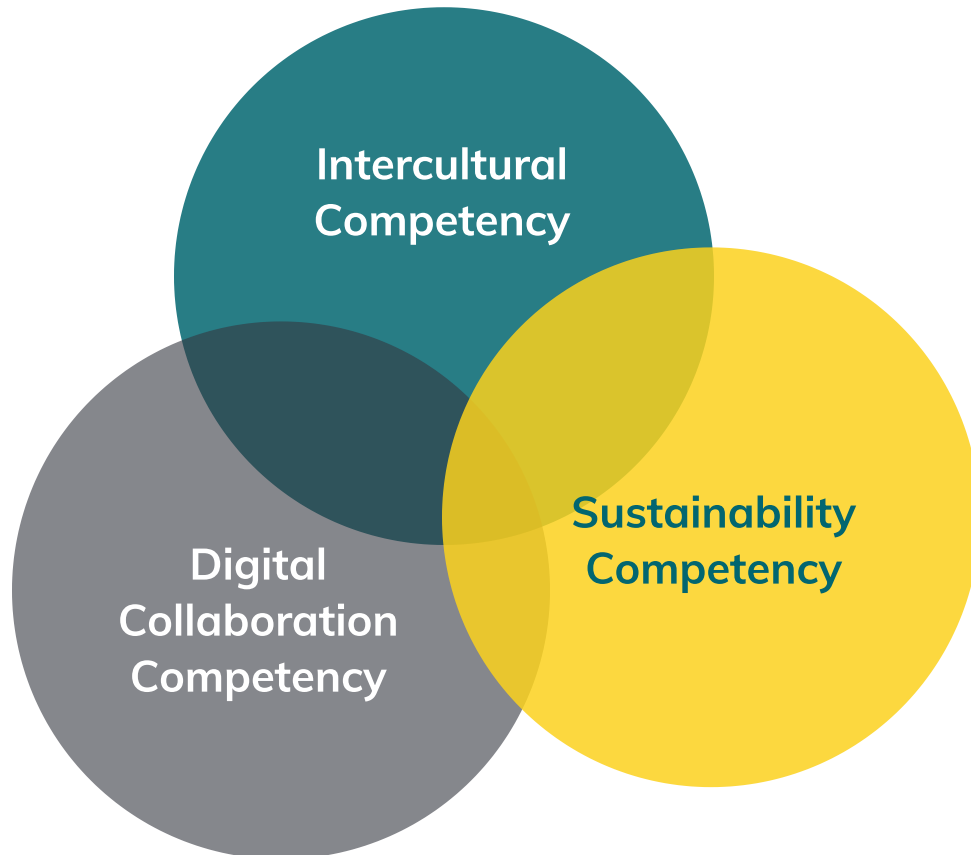 Intercultural
Competency
Sustainability
Competency
Digital
Collaboration
Competency